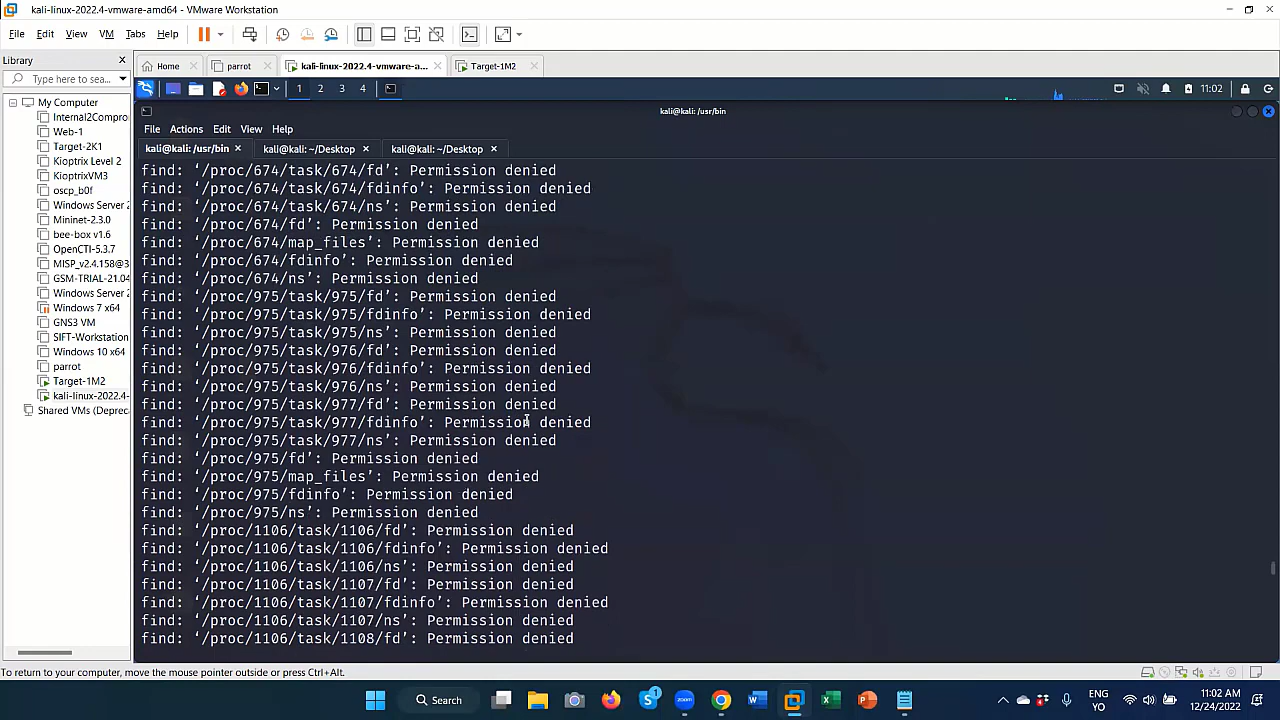 kali-linux-2022.4-vmware-amd64 - VMware Workstation
File Edit View VM Tabs Help
Library
Type here to sea...
My Computer
Internal2Compro
Web-1
Target-2K1
Kioptrix Level 2
KioptrixVM3
oscp_b0f
Windows Server 2
Mininet-2.3.0
bee-box v1.6
OpenCTI-5.3.7
MISP_v2.4.158@3
GSM-TRIAL-21.04
Windows Server 2
Windows 7 x64
GNS3 VM
SIFT-Workstation
Windows 10 x64
parrot
Target-1M2
kali-linux-2022.4-
Shared VMs (Deprec
Home parrot kali-linux-2022.4-vmware-a... Target-1M2
1 2 3 4 11:02
kali@kali: /usr/bin
File Actions Edit View Help
kali@kali: /usr/bin kali@kali: ~/Desktop kali@kali: ~/Desktop
find: ‘/proc/674/task/674/fd’: Permission denied
find: ‘/proc/674/task/674/fdinfo’: Permission denied
find: ‘/proc/674/task/674/ns’: Permission denied
find: ‘/proc/674/fd’: Permission denied
find: ‘/proc/674/map_files’: Permission denied
find: ‘/proc/674/fdinfo’: Permission denied
find: ‘/proc/674/ns’: Permission denied
find: ‘/proc/975/task/975/fd’: Permission denied
find: ‘/proc/975/task/975/fdinfo’: Permission denied
find: ‘/proc/975/task/975/ns’: Permission denied
find: ‘/proc/975/task/976/fd’: Permission denied
find: ‘/proc/975/task/976/fdinfo’: Permission denied
find: ‘/proc/975/task/976/ns’: Permission denied
find: ‘/proc/975/task/977/fd’: Permission denied
find: ‘/proc/975/task/977/fdinfo’: Permission denied
find: ‘/proc/975/task/977/ns’: Permission denied
find: ‘/proc/975/fd’: Permission denied
find: ‘/proc/975/map_files’: Permission denied
find: ‘/proc/975/fdinfo’: Permission denied
find: ‘/proc/975/ns’: Permission denied
find: ‘/proc/1106/task/1106/fd’: Permission denied
find: ‘/proc/1106/task/1106/fdinfo’: Permission denied
find: ‘/proc/1106/task/1106/ns’: Permission denied
find: ‘/proc/1106/task/1107/fd’: Permission denied
find: ‘/proc/1106/task/1107/fdinfo’: Permission denied
find: ‘/proc/1106/task/1107/ns’: Permission denied
find: ‘/proc/1106/task/1108/fd’: Permission denied
To return to your computer, move the mouse pointer outside or press Ctrl+Alt.
Search
ENG
YO
11:02 AM
12/24/2022